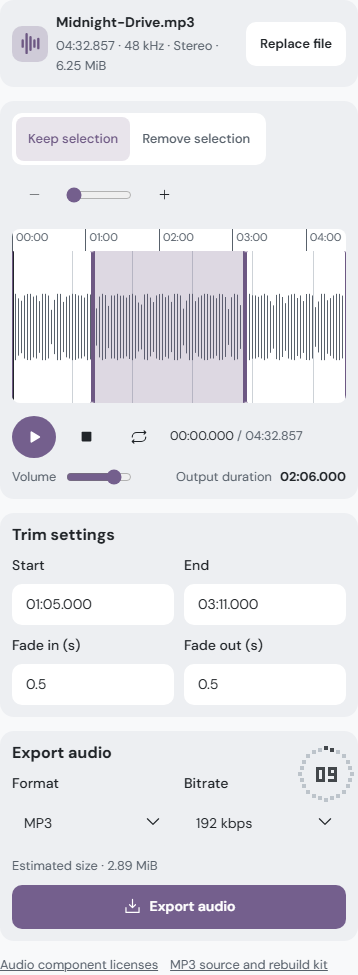 Midnight-Drive.mp3
04:32.857 · 48 kHz · Stereo ·
6.25 MiB
Replace file
Keep selection
Remove selection
00:00 01:00 02:00 03:00 04:00
00:00.000 / 04:32.857
Volume
Output duration 02:06.000
Trim settings
Start
End
01:05.000
03:11.000
Fade in (s)
Fade out (s)
0.5
0.5
Export audio
09
Format
Bitrate
MP3
192 kbps
Estimated size · 2.89 MiB
Export audio
Audio component licenses
MP3 source and rebuild kit